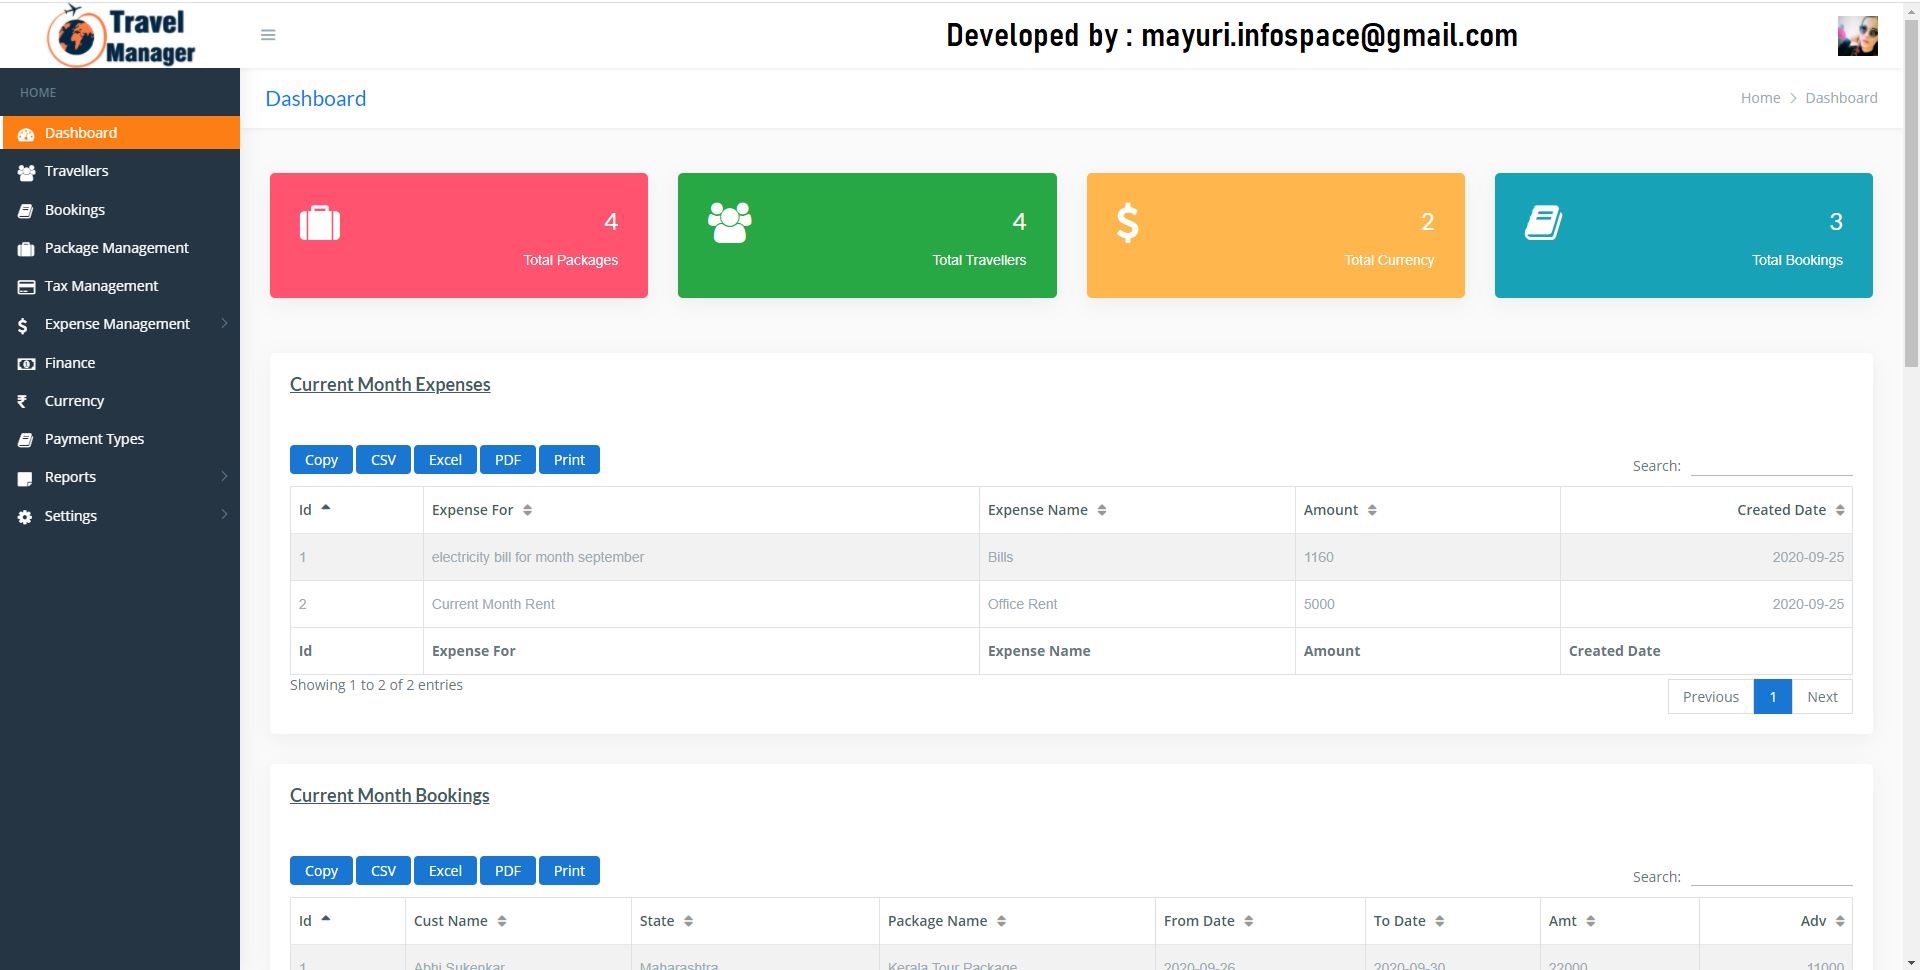 Travel
Manager
Developed by : mayuri.infospace@gmail.com
HOME
Dashboard
Travellers
Bookings
Package Management
Tax Management
Expense Management
Finance
Currency
Payment Types
Reports
Settings
Dashboard
Home > Dashboard
4
Total Packages
4
Total Travellers
2
Total Currency
3
Total Bookings
Current Month Expenses
Copy CSV Excel PDF Print
Search:
Id Expense For Expense Name Amount Created Date
1 electricity bill for month september Bills 1160 2020-09-25
2 Current Month Rent Office Rent 5000 2020-09-25
Id Expense For Expense Name Amount Created Date
Showing 1 to 2 of 2 entries
Previous 1 Next
Current Month Bookings
Copy CSV Excel PDF Print
Search:
Id Cust Name State Package Name From Date To Date Amt Adv
1 Abhi Sukenkar Maharashtra Kerala Tour Package 2020-09-26 2020-09-30 22000 11000